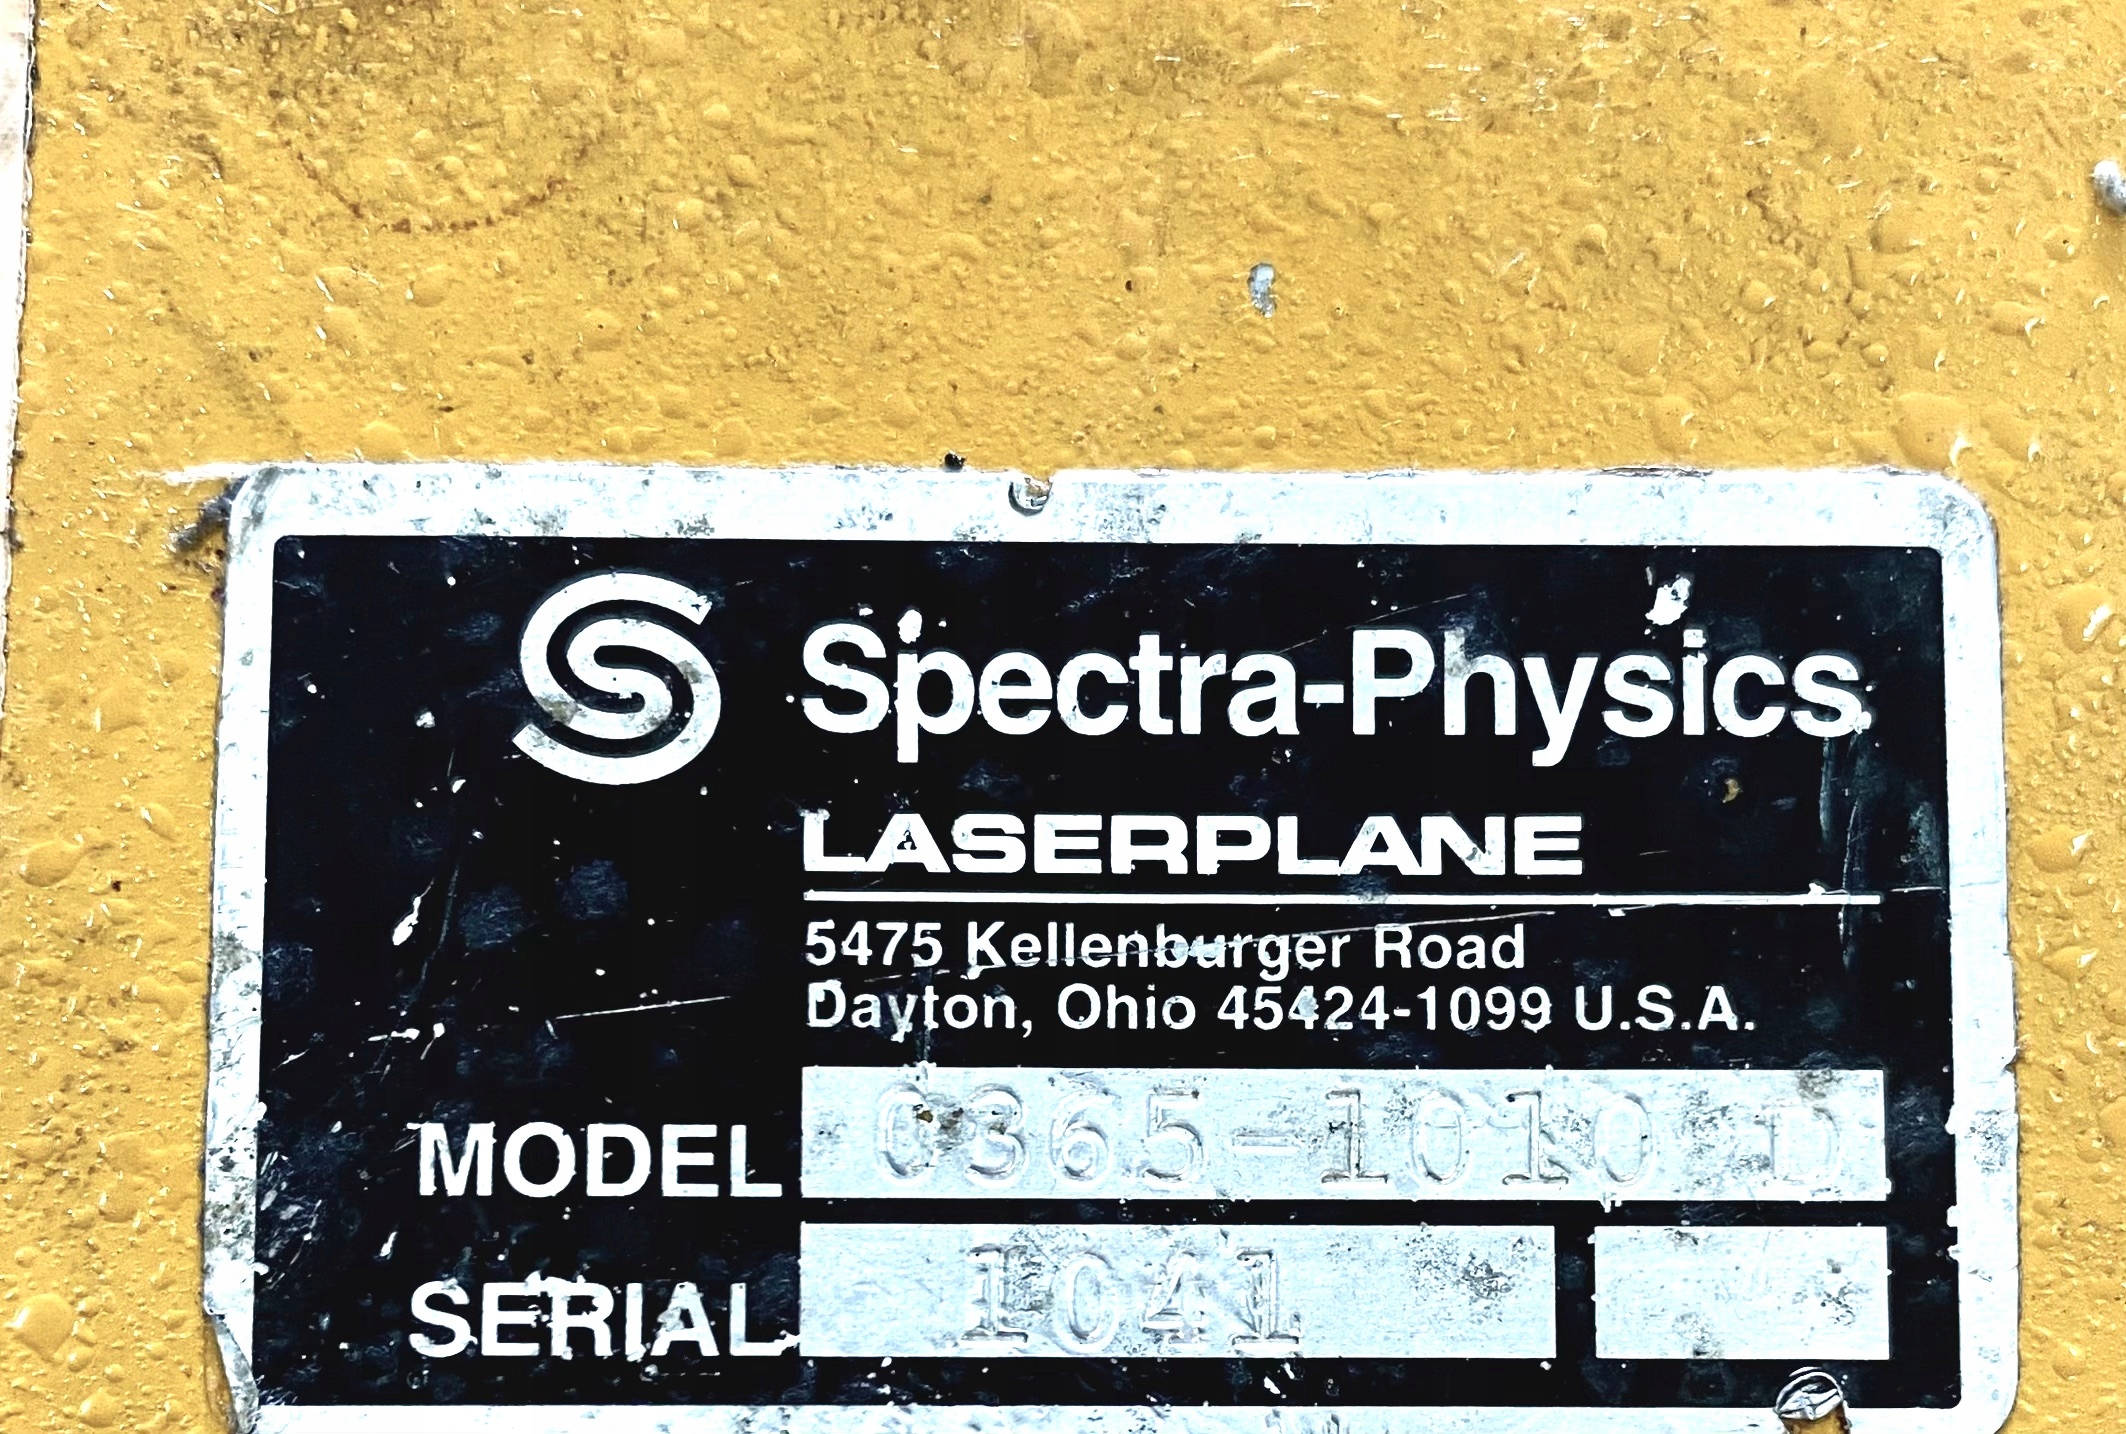 Spectra-Physics
LASERPLANE
5475 Kellenburger Road
Dayton, Ohio 45424-1099 U.S.A.
MODEL 0365-1010 D
SERIAL 1041